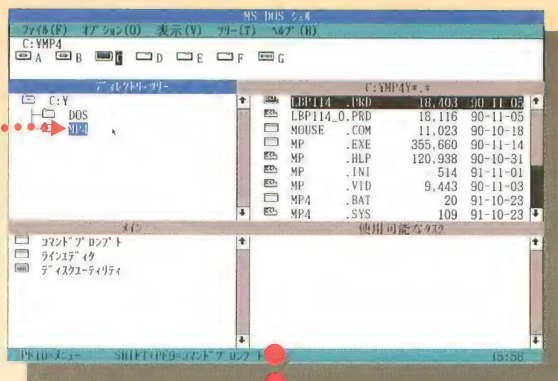 MS-DOS シェル
ファイル(F) オプション(O) 表示(V) ツリー(T) ヘルプ(H)
C:¥MP4
A B C D E F G
ディレクトリ・ツリー
C:¥
DOS
MP4
C:¥MP4¥*.*
LBP114 .PRD 18,403 90-11-05
LBP114_0.PRD 18,116 90-11-05
MOUSE .COM 11,023 90-10-18
MP .EXE 355,660 90-11-14
MP .HLP 120,938 90-10-31
MP .INI 514 91-11-01
MP .VID 9,443 90-11-03
MP4 .BAT 20 91-10-23
MP4 .SYS 109 91-10-23
メイン
コマンドプロンプト
ラインエディタ
ディスクユーティリティ
使用可能なタスク
PF10=メニュー SHIFT+PF9=コマンドプロンプト
15:58